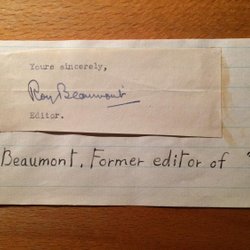 Yours sincerely,
Roy Beaumont
Editor.
Beaumont. Former editor of "